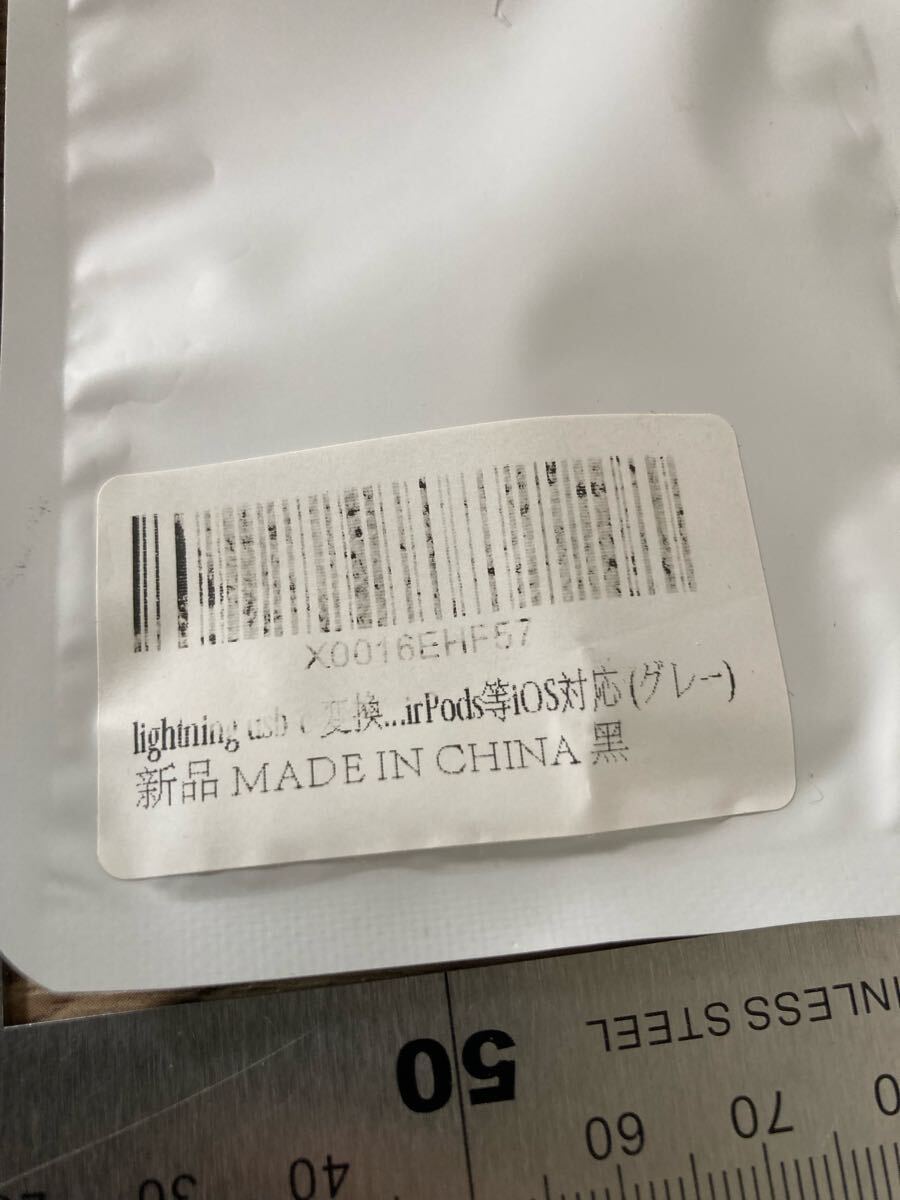 X0016EHF57
lightning usb c 変換...irPods等iOS対応 (グレー)
新品 MADE IN CHINA 黒
INLESS STEEL
50
30 40 60 70